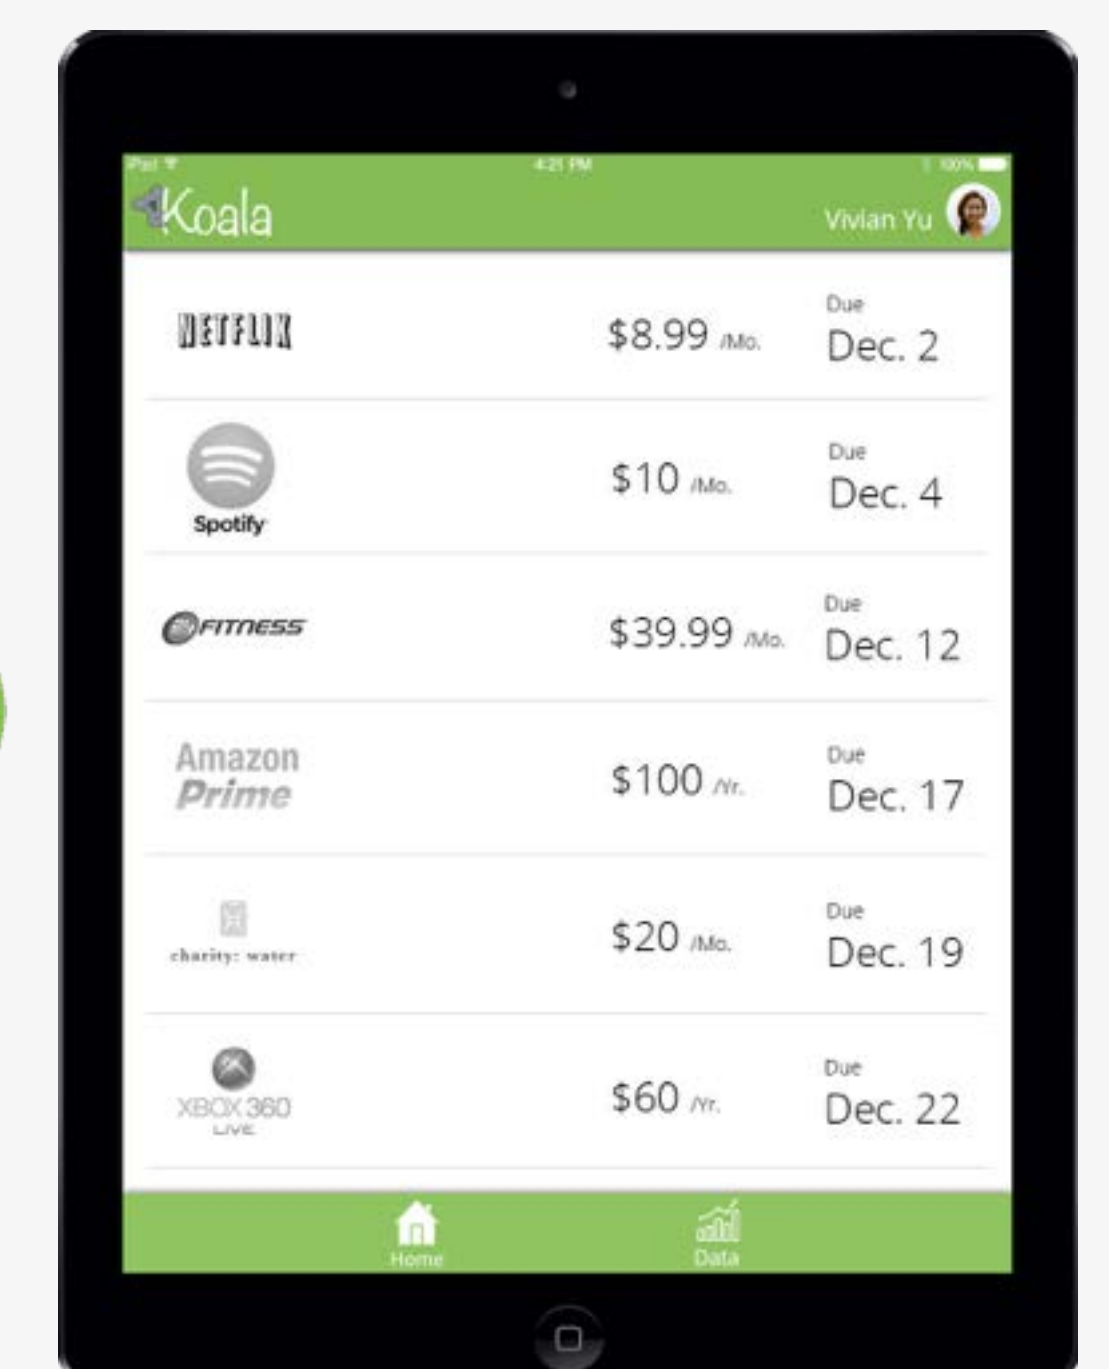 iPad
4:21 PM
100%
Koala
Vivian Yu
NETFLIX
$8.99 /Mo.
Due
Dec. 2
Spotify
$10 /Mo.
Due
Dec. 4
FITNESS
$39.99 /Mo.
Due
Dec. 12
Amazon
Prime
$100 /Yr.
Due
Dec. 17
charity: water
$20 /Mo.
Due
Dec. 19
XBOX 360
LIVE
$60 /Yr.
Due
Dec. 22
Home
Data